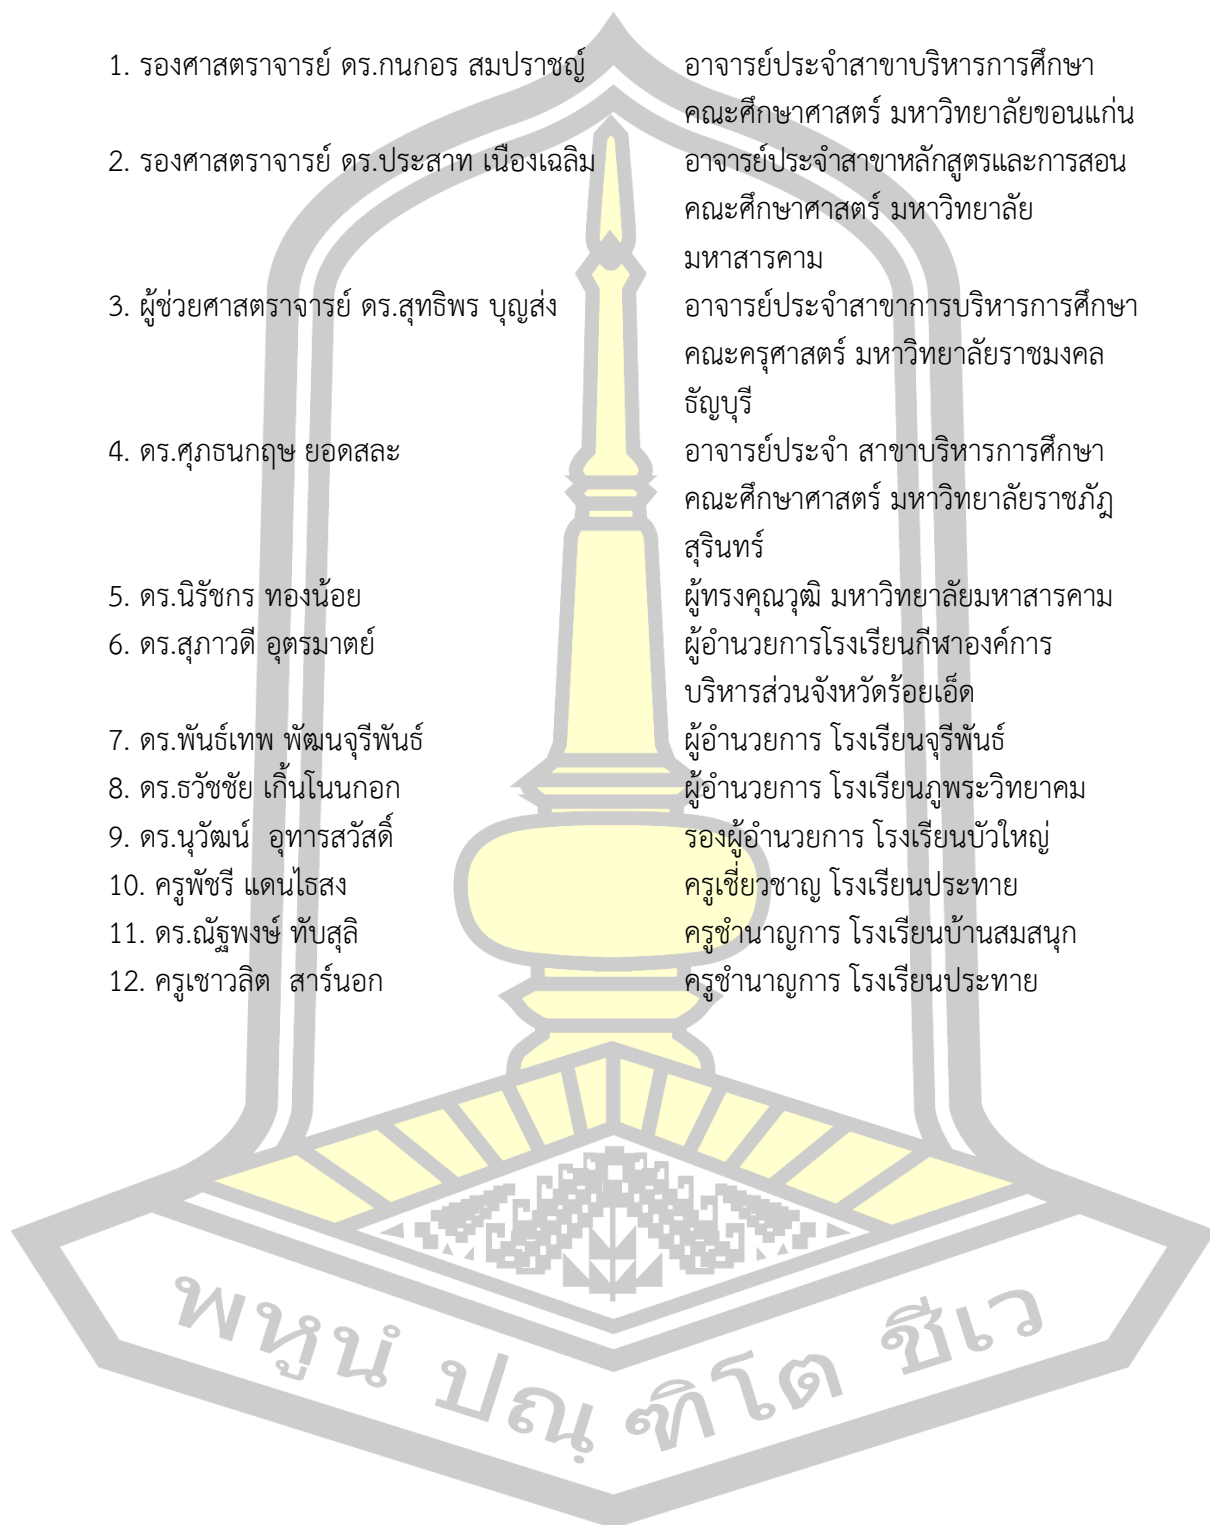 1. รองศาสตราจารย์ ดร.กนกอร สมปราชญ์ อาจารย์ประจำสาขาบริหารการศึกษา
คณะศึกษาศาสตร์ มหาวิทยาลัยขอนแก่น
2. รองศาสตราจารย์ ดร.ประสาท เนืองเฉลิม อาจารย์ประจำสาขาหลักสูตรและการสอน
คณะศึกษาศาสตร์ มหาวิทยาลัย
มหาสารคาม
3. ผู้ช่วยศาสตราจารย์ ดร.สุทธิพร บุญส่ง อาจารย์ประจำสาขาการบริหารการศึกษา
คณะครุศาสตร์ มหาวิทยาลัยราชมงคล
ธัญบุรี
4. ดร.ศุภธนกฤษ ยอดสละ อาจารย์ประจำ สาขาบริหารการศึกษา
คณะศึกษาศาสตร์ มหาวิทยาลัยราชภัฎ
สุรินทร์
5. ดร.นิรัชกร ทองน้อย ผู้ทรงคุณวุฒิ มหาวิทยาลัยมหาสารคาม
6. ดร.สุภาวดี อุตรมาตย์ ผู้อำนวยการโรงเรียนกีฬาองค์การ
บริหารส่วนจังหวัดร้อยเอ็ด
7. ดร.พันธ์เทพ พัฒนจุรีพันธ์ ผู้อำนวยการ โรงเรียนจุรีพันธ์
8. ดร.ธวัชชัย เกิ้นโนนกอก ผู้อำนวยการ โรงเรียนภูพระวิทยาคม
9. ดร.นุวัฒน์ อุทารสวัสดิ์ รองผู้อำนวยการ โรงเรียนบัวใหญ่
10. ครูพัชรี แดนไธสง ครูเชี่ยวชาญ โรงเรียนประทาย
11. ดร.ณัฐพงษ์ ทับสุลิ ครูชำนาญการ โรงเรียนบ้านสมสนุก
12. ครูเชาวลิต สาร์นอก ครูชำนาญการ โรงเรียนประทาย
พหูนํ ปณฺฑิโต ชีเว